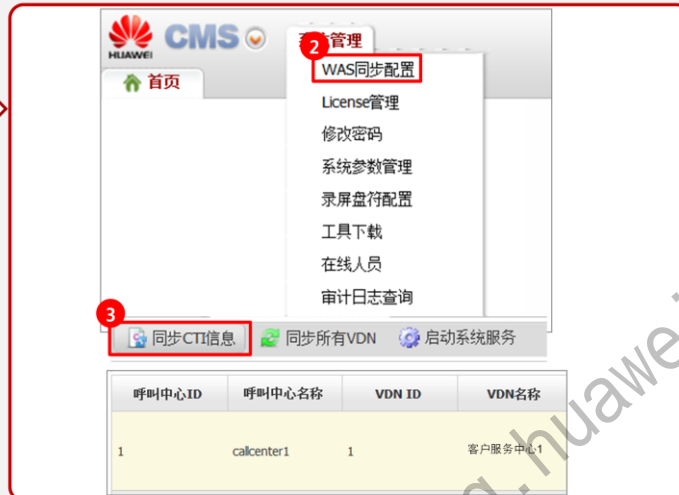 HUAWEI
CMS
2
管理
首页
WAS同步配置
License管理
修改密码
系统参数管理
录屏盘符配置
工具下载
在线人员
审计日志查询
3
同步CTI信息 同步所有VDN 启动系统服务
呼叫中心ID 呼叫中心名称 VDN ID VDN名称
1 callcenter1 1 客户服务中心1
g.huawei